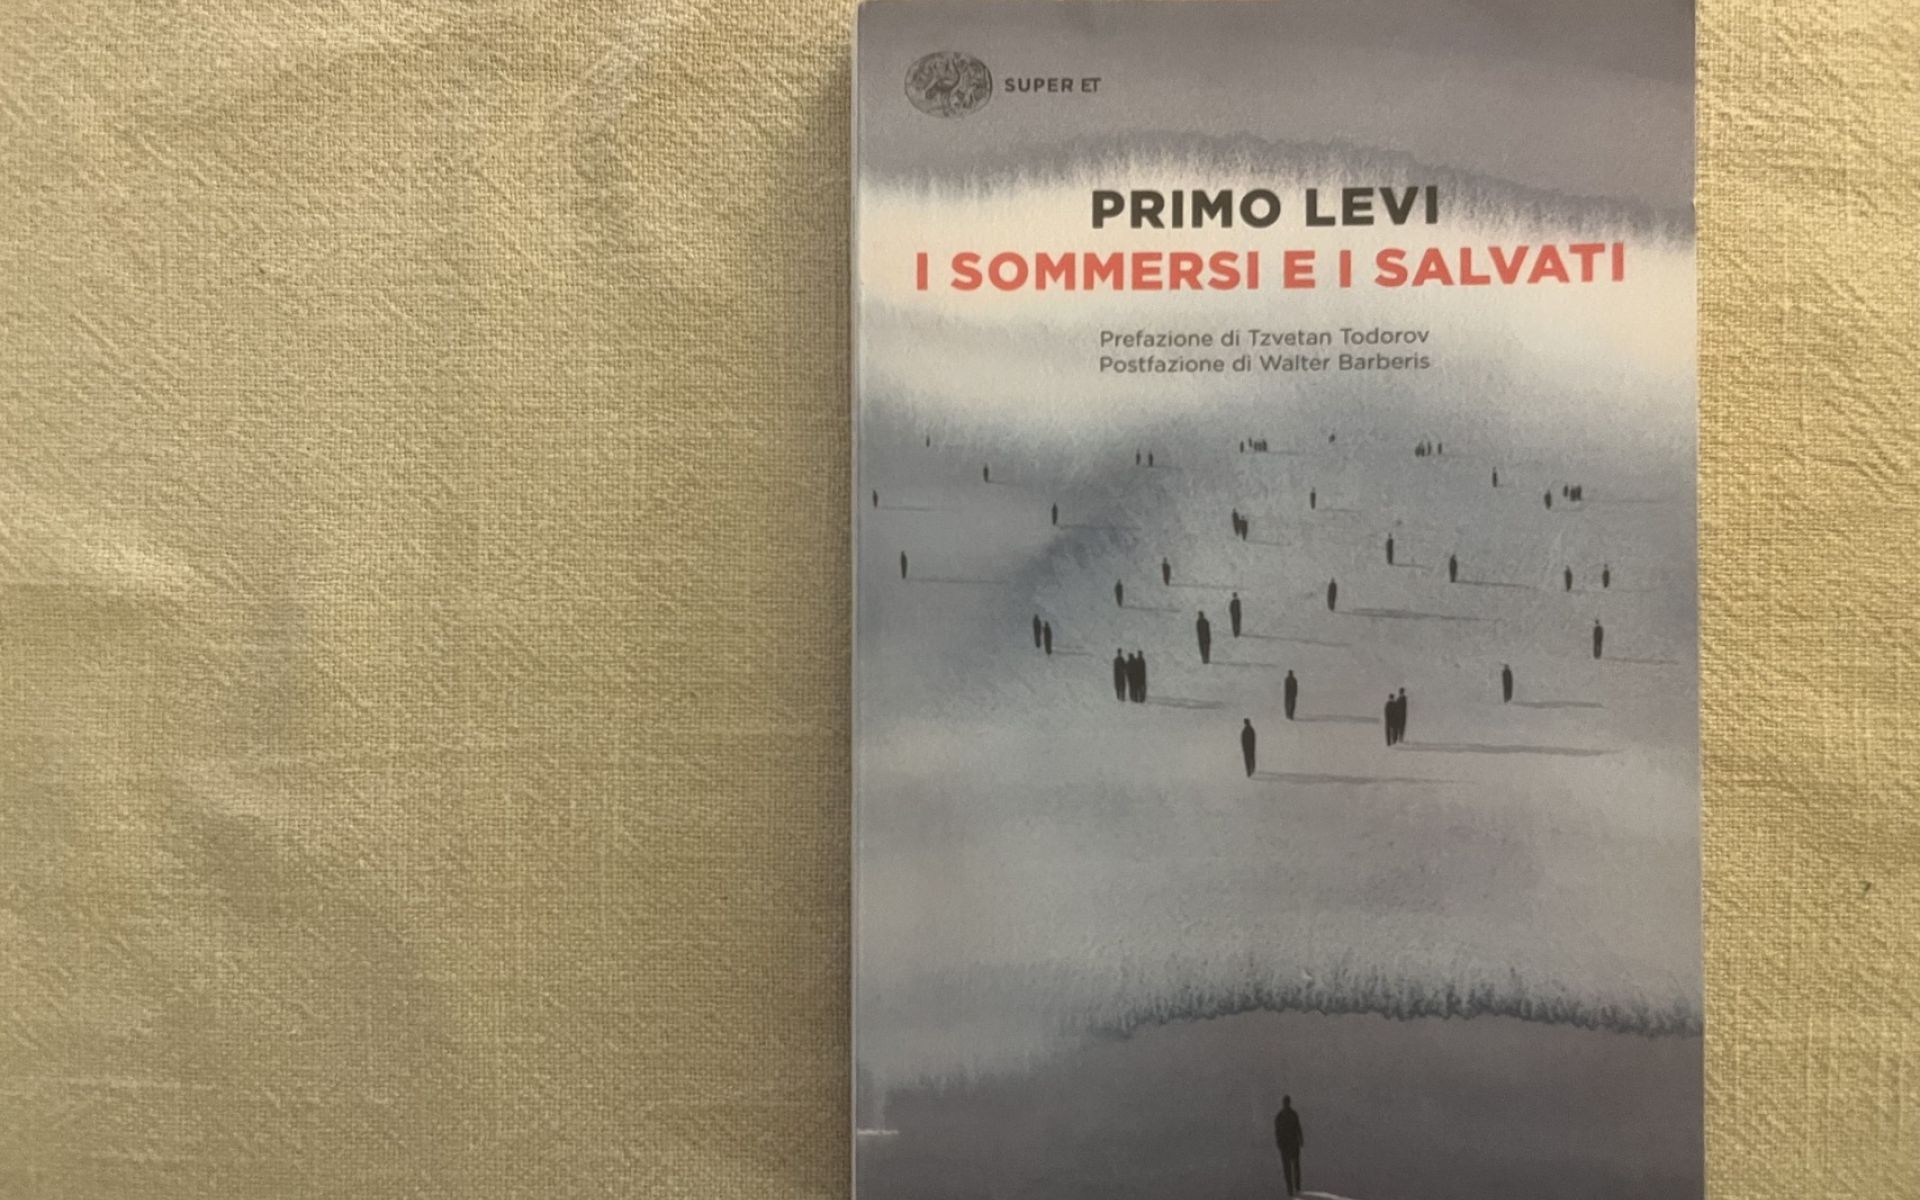 SUPER ET
PRIMO LEVI
I SOMMERSI E I SALVATI
Prefazione di Tzvetan Todorov
Postfazione di Walter Barberis